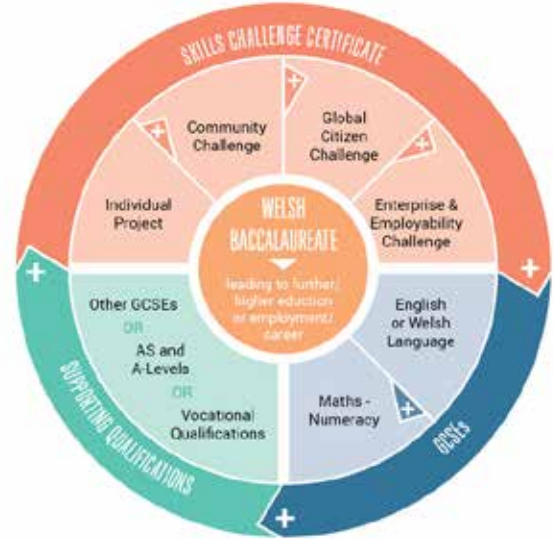 SKILLS CHALLENGE CERTIFICATE
Community
Challenge
Global
Citizen
Challenge
Individual
Project
Enterprise &
Employability
Challenge
WELSH
BACCALAUREATE
leading to further/
higher eduction
or employment/
career
Other GCSEs
OR
AS and
A-Levels
OR
Vocational
Qualifications
English
or Welsh
Language
Maths -
Numeracy
SUPPORTING QUALIFICATIONS
GCSEs